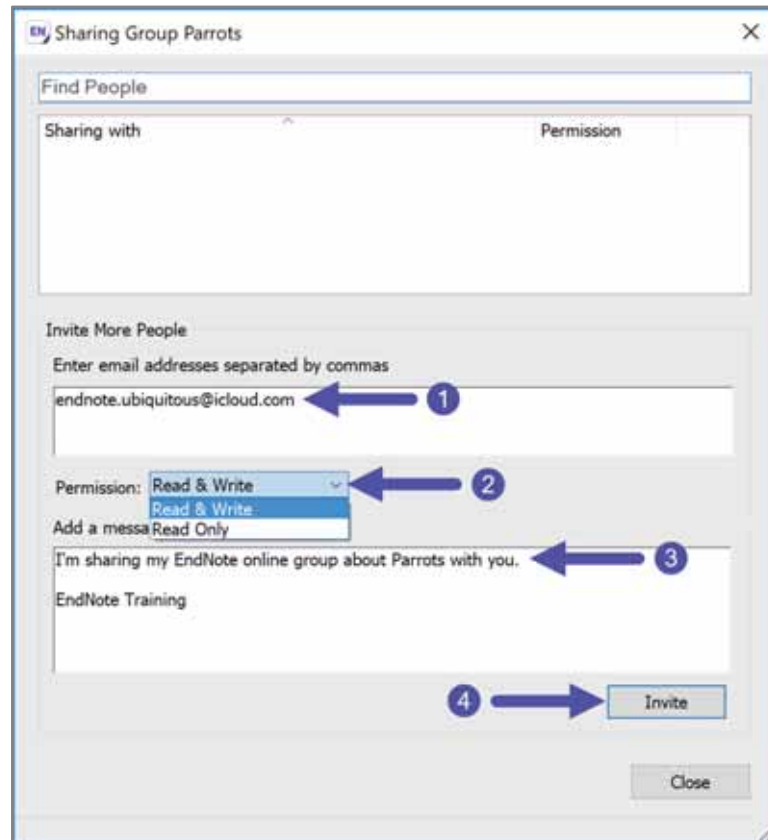 EN Sharing Group Parrots
Find People
Sharing with Permission
Invite More People
Enter email addresses separated by commas
endnote.ubiquitous@icloud.com 1
Permission: Read & Write 2
Read & Write
Add a messa Read Only
I'm sharing my EndNote online group about Parrots with you. 3
EndNote Training
4 Invite
Close